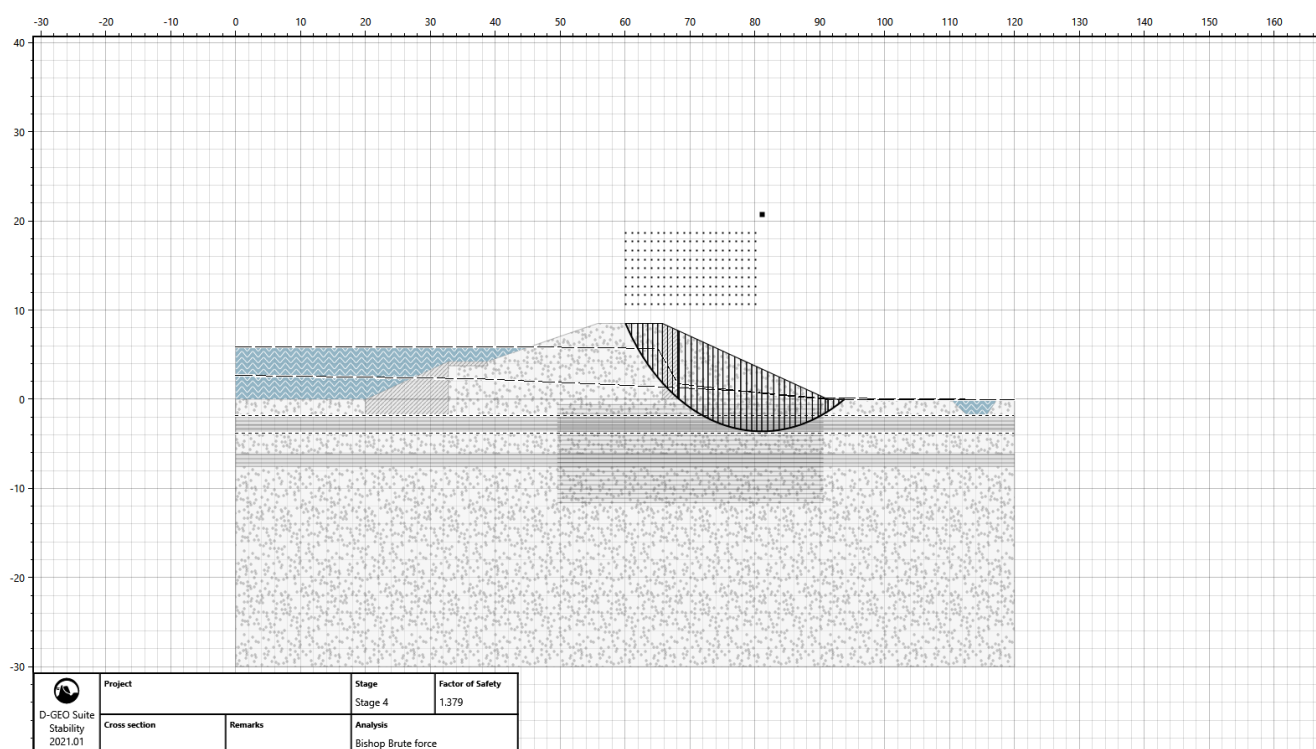 -30 -20 -10 0 10 20 30 40 50 60 70 80 90 100 110 120 130 140 150 160
40
30
20
10
0
-10
-20
-30
D-GEO Suite
Stability
2021.01
Project
Stage
Stage 4
Factor of Safety
1.379
Cross section
Remarks
Analysis
Bishop Brute force